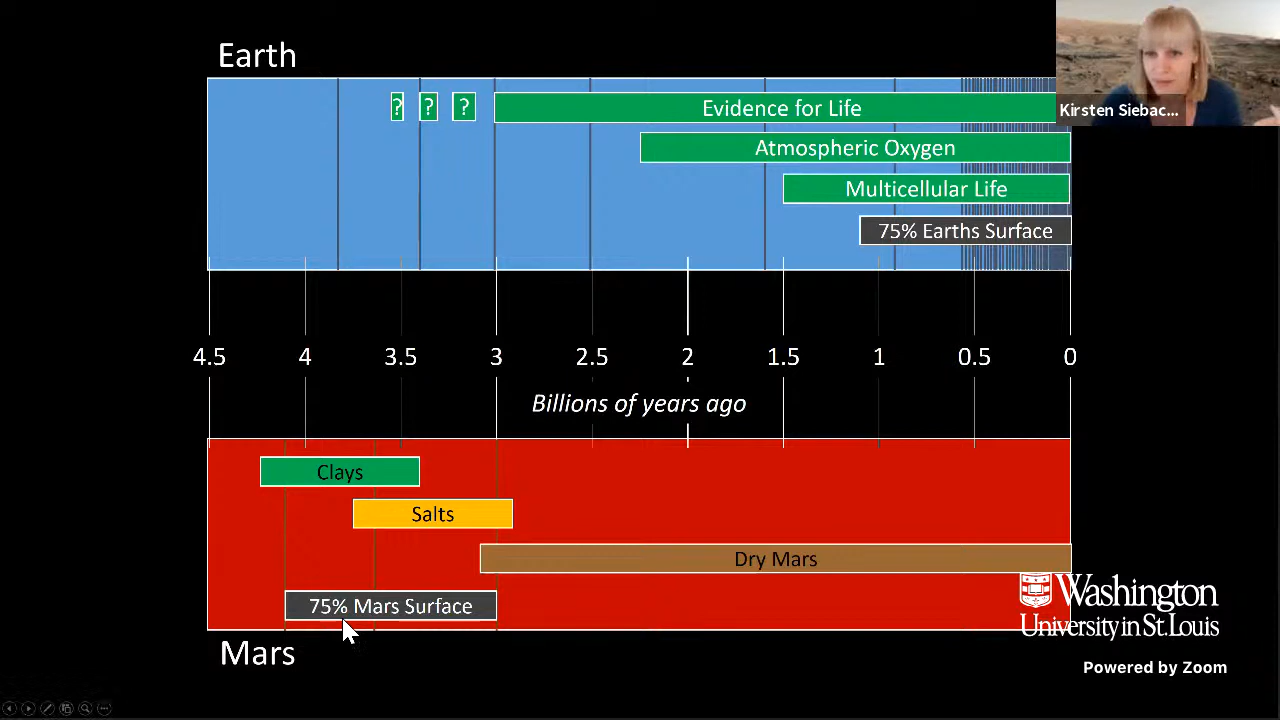 Earth
Kirsten Siebac...
? ? ? Evidence for Life
Atmospheric Oxygen
Multicellular Life
75% Earths Surface
4.5 4 3.5 3 2.5 2 1.5 1 0.5 0
Billions of years ago
Clays
Salts
Dry Mars
75% Mars Surface
Mars
Washington
University in St. Louis
Powered by Zoom